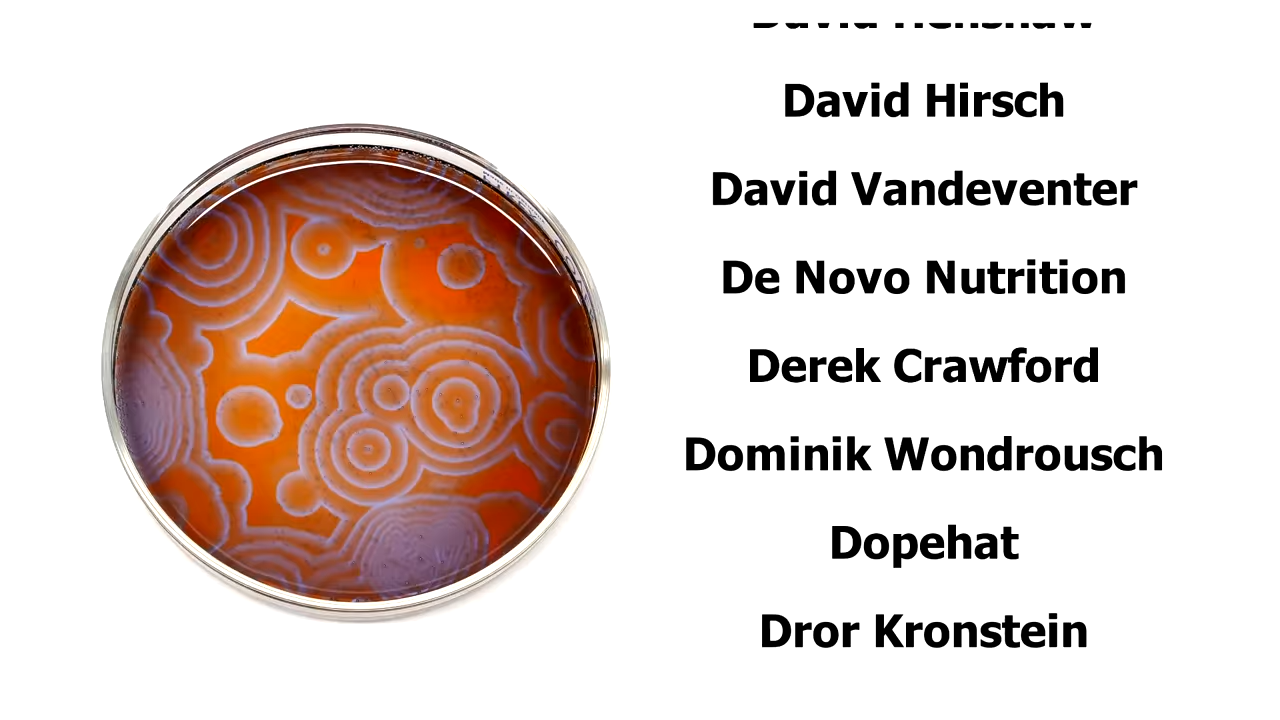 David Hirsch
David Vandeventer
De Novo Nutrition
Derek Crawford
Dominik Wondrousch
Dopehat
Dror Kronstein